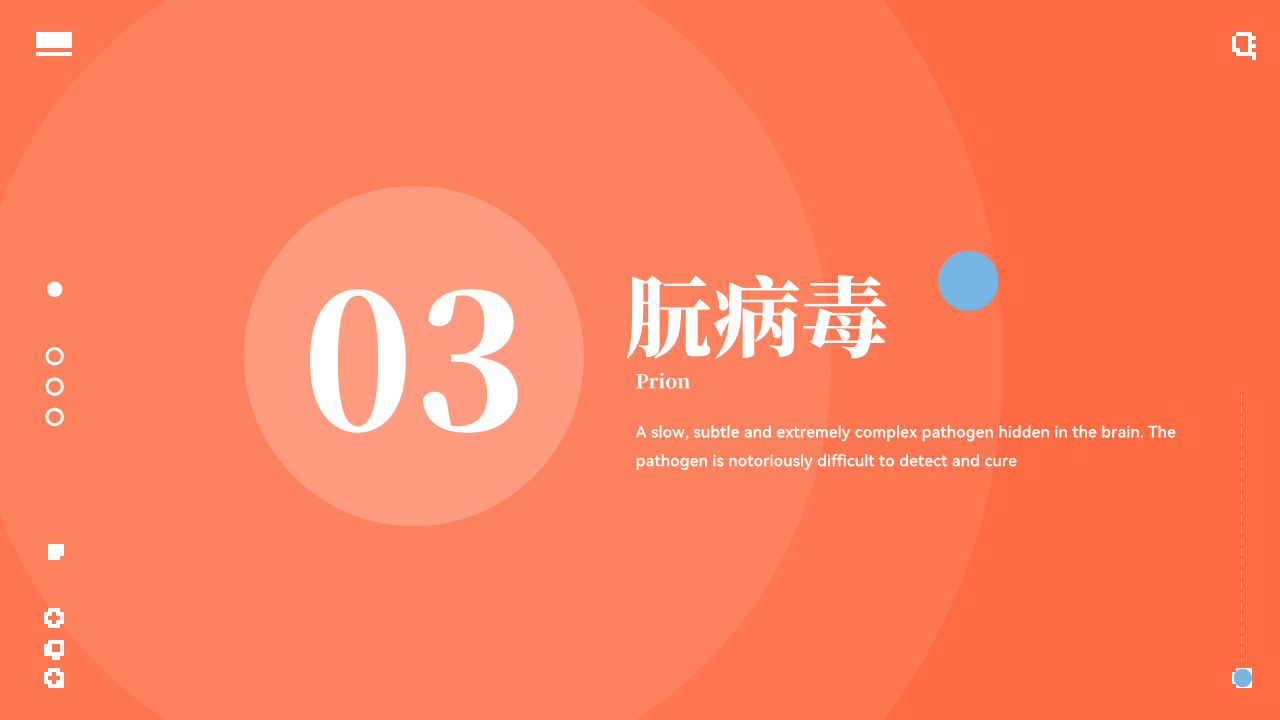 03
朊病毒
Prion
A slow, subtle and extremely complex pathogen hidden in the brain. The
pathogen is notoriously difficult to detect and cure